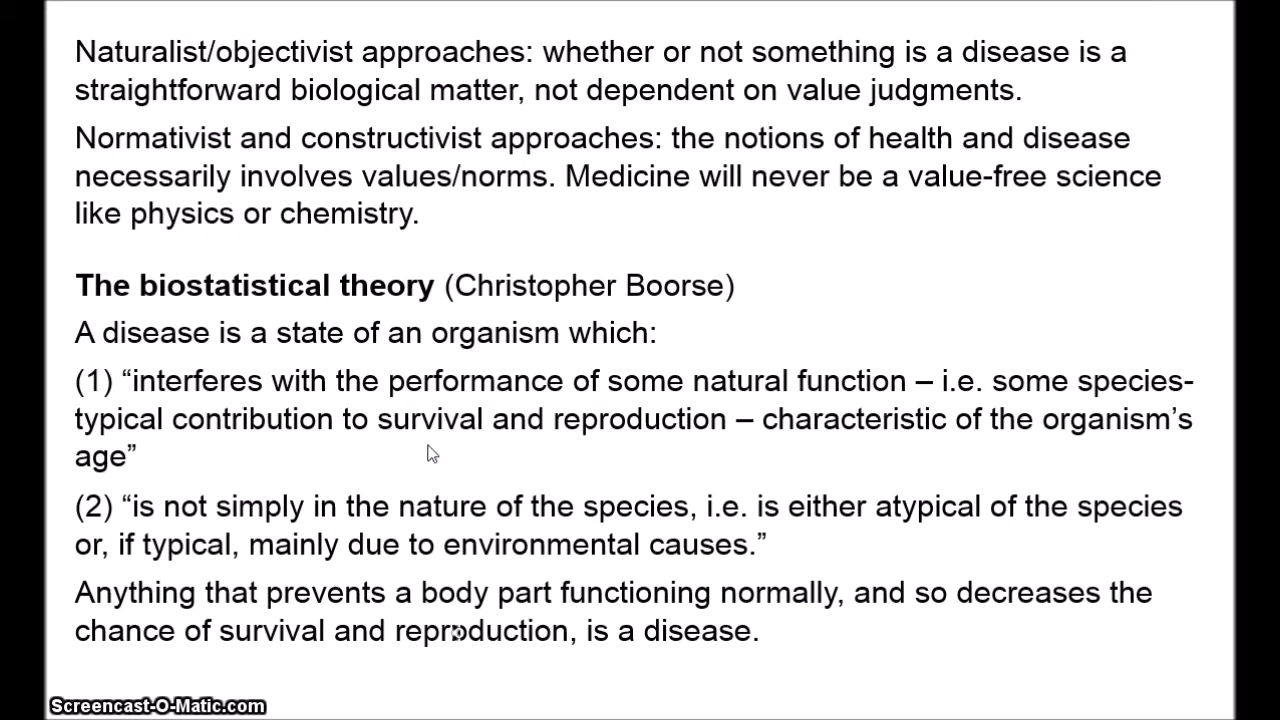 Naturalist/objectivist approaches: whether or not something is a disease is a
straightforward biological matter, not dependent on value judgments.
Normativist and constructivist approaches: the notions of health and disease
necessarily involves values/norms. Medicine will never be a value-free science
like physics or chemistry.
The biostatistical theory (Christopher Boorse)
A disease is a state of an organism which:
(1) “interferes with the performance of some natural function – i.e. some species-
typical contribution to survival and reproduction – characteristic of the organism’s
age”
(2) “is not simply in the nature of the species, i.e. is either atypical of the species
or, if typical, mainly due to environmental causes.”
Anything that prevents a body part functioning normally, and so decreases the
chance of survival and reproduction, is a disease.
Screencast-O-Matic.com